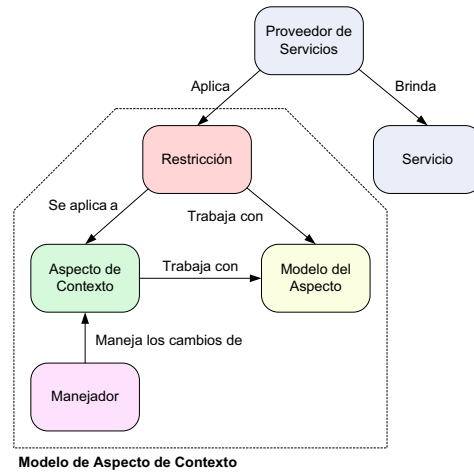 Proveedor de
Servicios
Aplica
Brinda
Restricción
Servicio
Se aplica a
Trabaja con
Aspecto de
Contexto
Trabaja con
Modelo del
Aspecto
Maneja los cambios de
Manejador
Modelo de Aspecto de Contexto